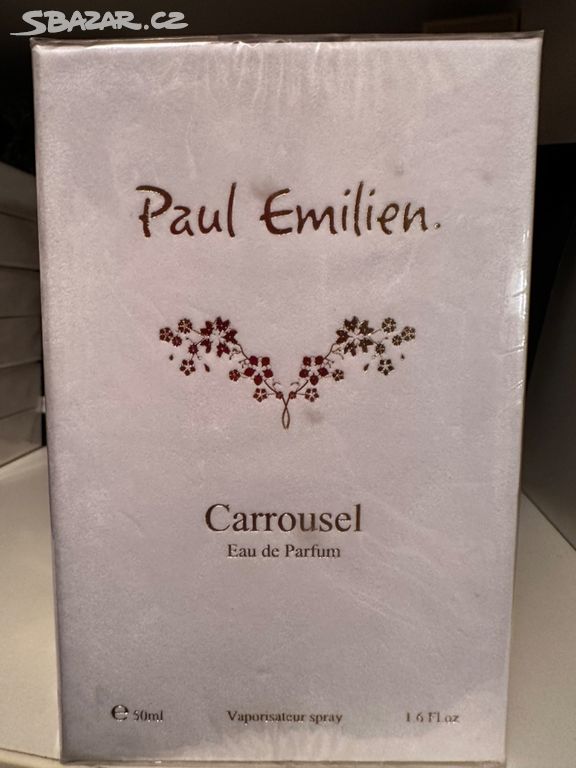 SBAZAR.CZ
Paul Emilien.
Carrousel
Eau de Parfum
e 50ml Vaporisateur spray 1.6 Fl.oz